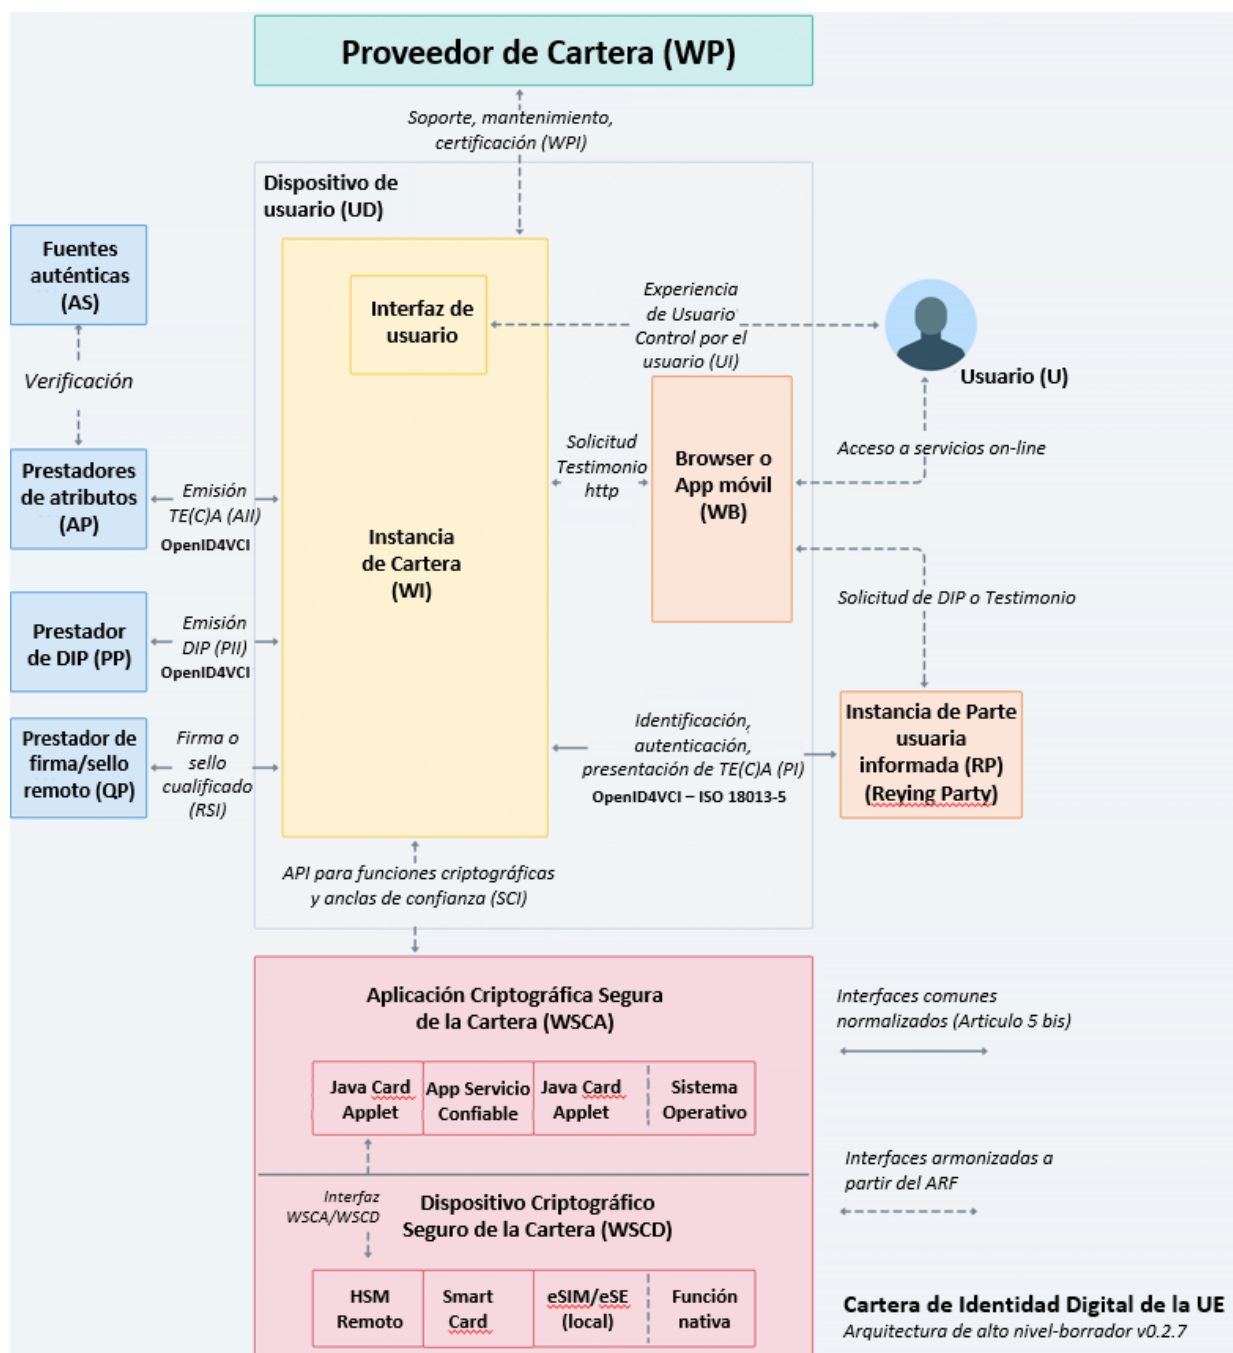 Proveedor de Cartera (WP)
Soporte, mantenimiento,
certificación (WPI)
Dispositivo de
usuario (UD)
Fuentes
auténticas
(AS)
Verificación
Prestadores
de atributos
(AP)
Emisión
TE(C)A (AII)
OpenID4VCI
Prestador
de DIP (PP)
Emisión
DIP (PII)
OpenID4VCI
Prestador de
firma/sello
remoto (QP)
Firma o
sello
cualificado
(RSI)
Interfaz de
usuario
Instancia
de Cartera
(WI)
Experiencia
de Usuario
Control por el
usuario (UI)
Usuario (U)
Solicitud
Testimonio
http
Browser o
App móvil
(WB)
Acceso a servicios on-line
Solicitud de DIP o Testimonio
Identificación,
autenticación,
presentación de TE(C)A (PI)
OpenID4VCI – ISO 18013-5
Instancia de Parte
usuaria
informada (RP)
(Reying Party)
API para funciones criptográficas
y anclas de confianza (SCI)
Aplicación Criptográfica Segura
de la Cartera (WSCA)
Java Card
Applet
App Servicio
Confiable
Java Card
Applet
Sistema
Operativo
Interfaz
WSCA/WSCD
Dispositivo Criptográfico
Seguro de la Cartera (WSCD)
HSM
Remoto
Smart
Card
eSIM/eSE
(local)
Función
nativa
Interfaces comunes
normalizados (Articulo 5 bis)
Interfaces armonizadas a
partir del ARF
Cartera de Identidad Digital de la UE
Arquitectura de alto nivel-borrador v0.2.7